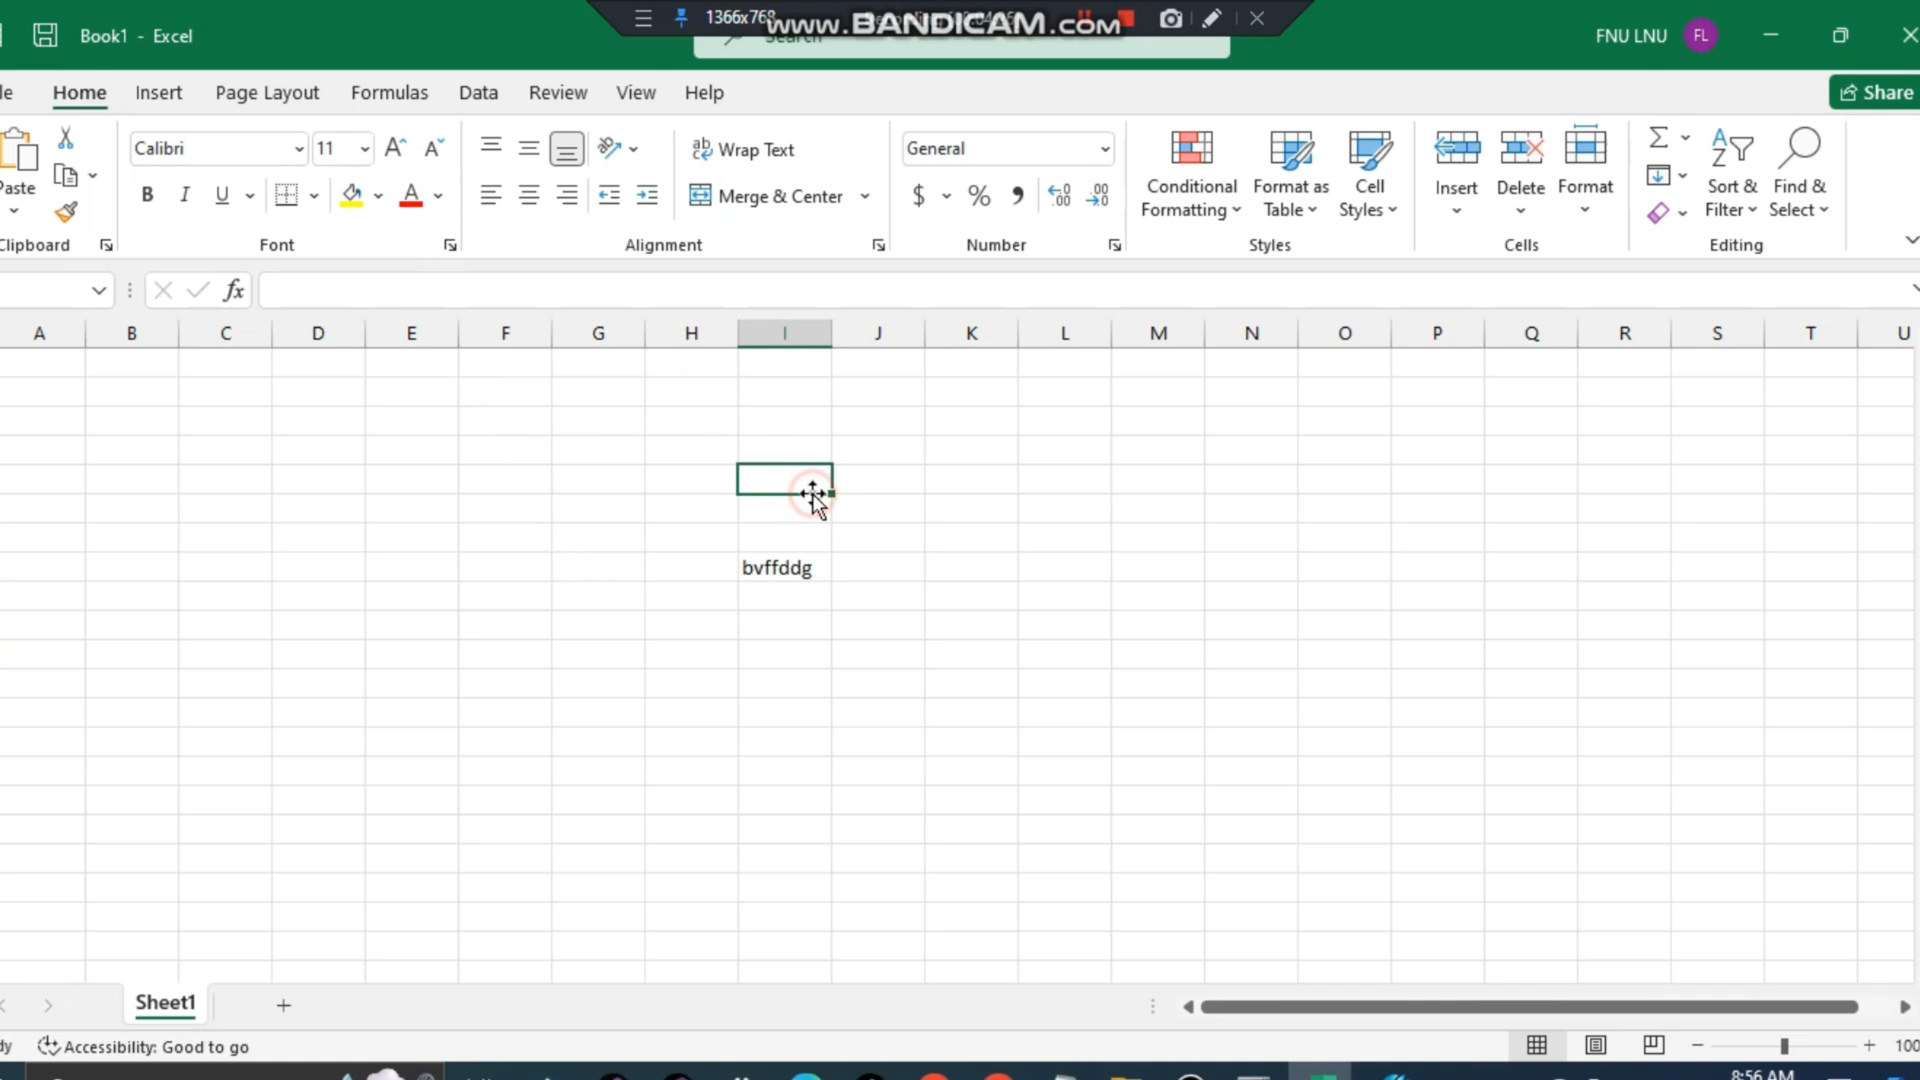 1366x768
www.BANDICAM.com
Book1 - Excel
FNU LNU FL
Home Insert Page Layout Formulas Data Review View Help
Share
Calibri 11
Wrap Text
General
Paste
B I U
Merge & Center
$ %
Conditional Formatting
Format as Table
Cell Styles
Insert
Delete
Format
Sort & Filter
Find & Select
Clipboard Font Alignment Number Styles Cells Editing
fx
A B C D E F G H I J K L M N O P Q R S T U
bvffddg
Sheet1
Accessibility: Good to go
100
8:56 AM